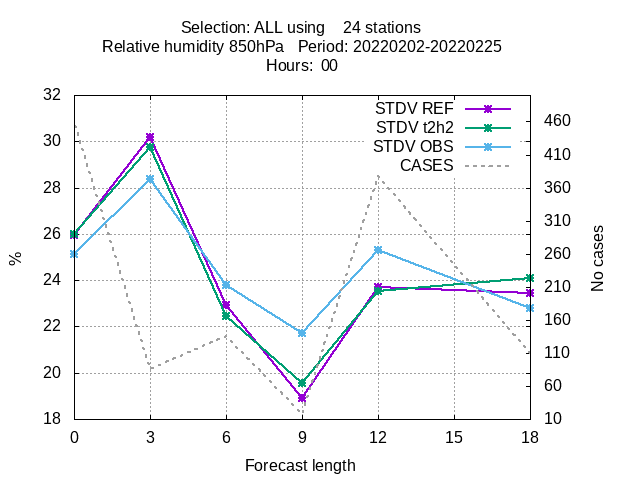 Selection: ALL using    24 stations
Relative humidity 850hPa   Period: 20220202-20220225
Hours:  00
STDV REF
STDV t2h2
STDV OBS
CASES
32
30
28
26
24
22
20
18
%
460
410
360
310
260
210
160
110
60
10
No cases
0 3 6 9 12 15 18
Forecast length